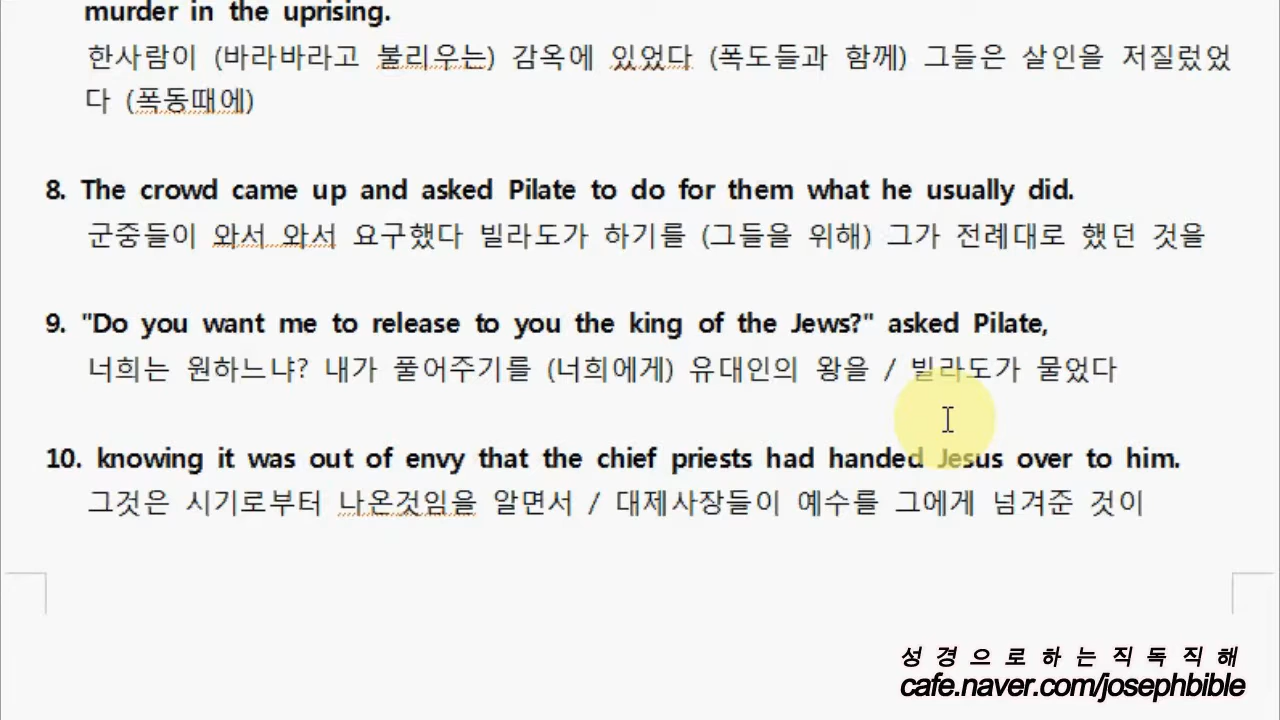 murder in the uprising.
한사람이 (바라바라고 불리우는) 감옥에 있었다 (폭도들과 함께) 그들은 살인을 저질렀었
다 (폭동때에)
8. The crowd came up and asked Pilate to do for them what he usually did.
군중들이 와서 와서 요구했다 빌라도가 하기를 (그들을 위해) 그가 전례대로 했던 것을
9. "Do you want me to release to you the king of the Jews?" asked Pilate,
너희는 원하느냐? 내가 풀어주기를 (너희에게) 유대인의 왕을 / 빌라도가 물었다
10. knowing it was out of envy that the chief priests had handed Jesus over to him.
그것은 시기로부터 나온것임을 알면서 / 대제사장들이 예수를 그에게 넘겨준 것이
성경으로하는직독직해
cafe.naver.com/josephbible